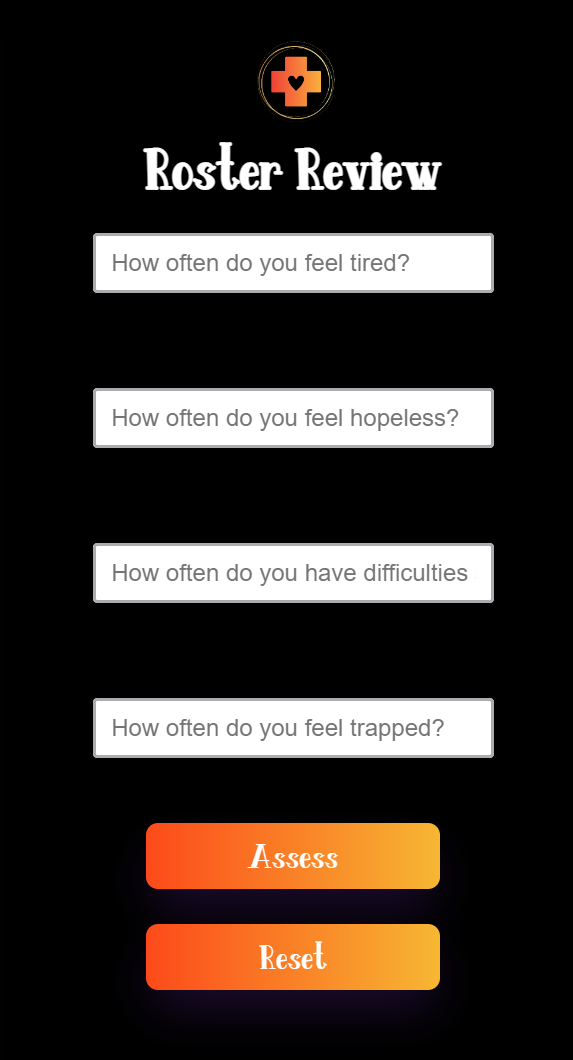 Roster Review
How often do you feel tired?
How often do you feel hopeless?
How often do you have difficulties
How often do you feel trapped?
Assess
Reset